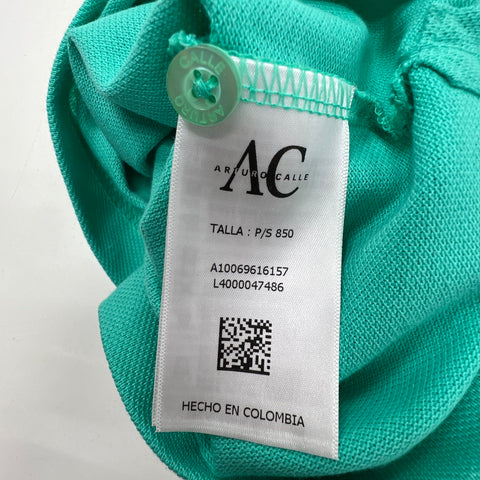 CALLE
ARTURO
AC
ARTURO CALLE
TALLA : P/S 850
A10069616157
L4000047486
HECHO EN COLOMBIA